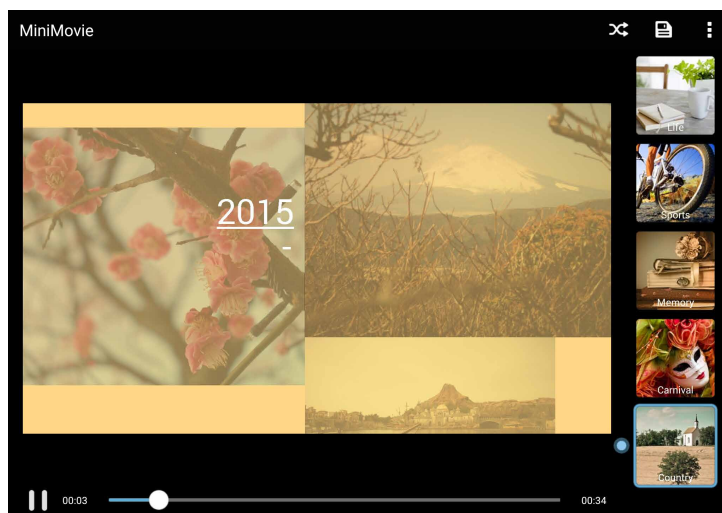 MiniMovie
Life
2015
-
Sports
Memory
Carnival
Country
00:03
00:34